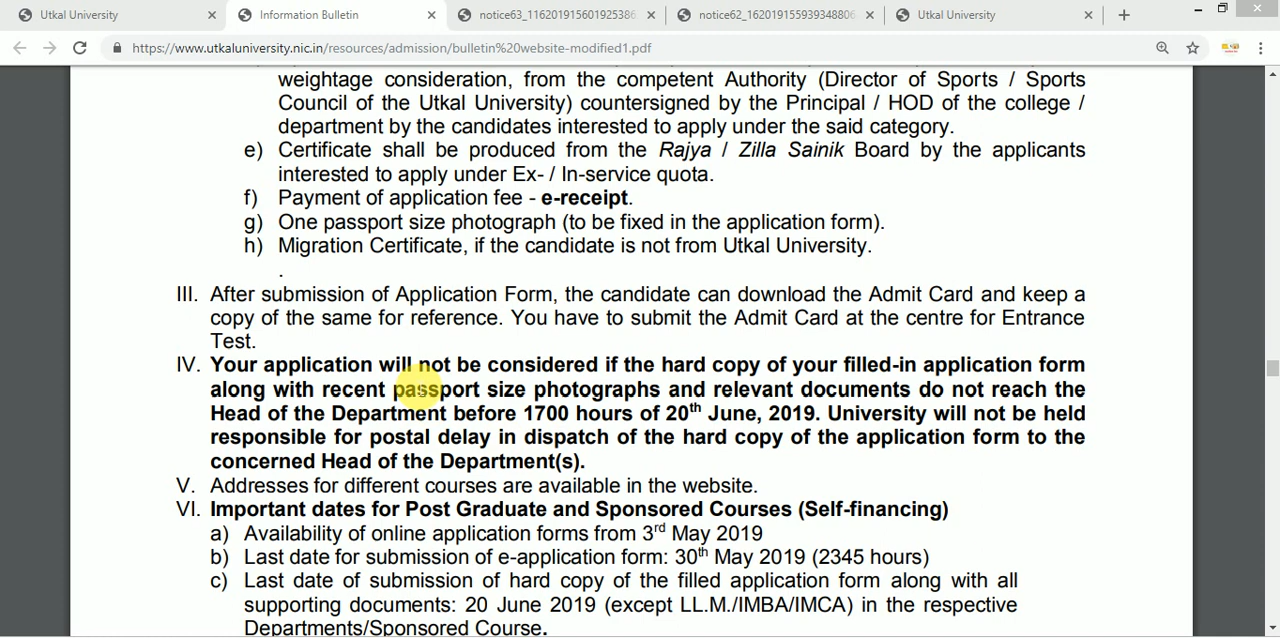 Utkal University
Information Bulletin
notice63_1162019156019253​86
notice62_162019155939348806
Utkal University
https://www.utkaluniversity.nic.in/resources/admission/bulletin%20website-modified1.pdf
weightage consideration, from the competent Authority (Director of Sports / Sports
Council of the Utkal University) countersigned by the Principal / HOD of the college /
department by the candidates interested to apply under the said category.
e) Certificate shall be produced from the Rajya / Zilla Sainik Board by the applicants
interested to apply under Ex- / In-service quota.
f) Payment of application fee - e-receipt.
g) One passport size photograph (to be fixed in the application form).
h) Migration Certificate, if the candidate is not from Utkal University.
.
III. After submission of Application Form, the candidate can download the Admit Card and keep a
copy of the same for reference. You have to submit the Admit Card at the centre for Entrance
Test.
IV. Your application will not be considered if the hard copy of your filled-in application form
along with recent passport size photographs and relevant documents do not reach the
Head of the Department before 1700 hours of 20th June, 2019. University will not be held
responsible for postal delay in dispatch of the hard copy of the application form to the
concerned Head of the Department(s).
V. Addresses for different courses are available in the website.
VI. Important dates for Post Graduate and Sponsored Courses (Self-financing)
a) Availability of online application forms from 3rd May 2019
b) Last date for submission of e-application form: 30th May 2019 (2345 hours)
c) Last date of submission of hard copy of the filled application form along with all
supporting documents: 20 June 2019 (except LL.M./IMBA/IMCA) in the respective
Departments/Sponsored Course.